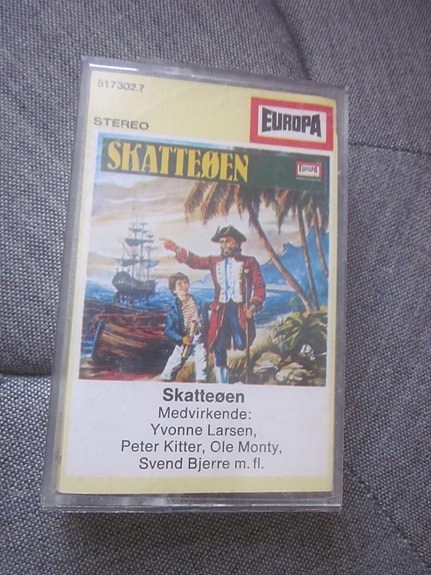 517302.7
STEREO
EUROPA
SKATTEØEN
EUROPA
Skatteøen
Medvirkende:
Yvonne Larsen,
Peter Kitter, Ole Monty,
Svend Bjerre m. fl.